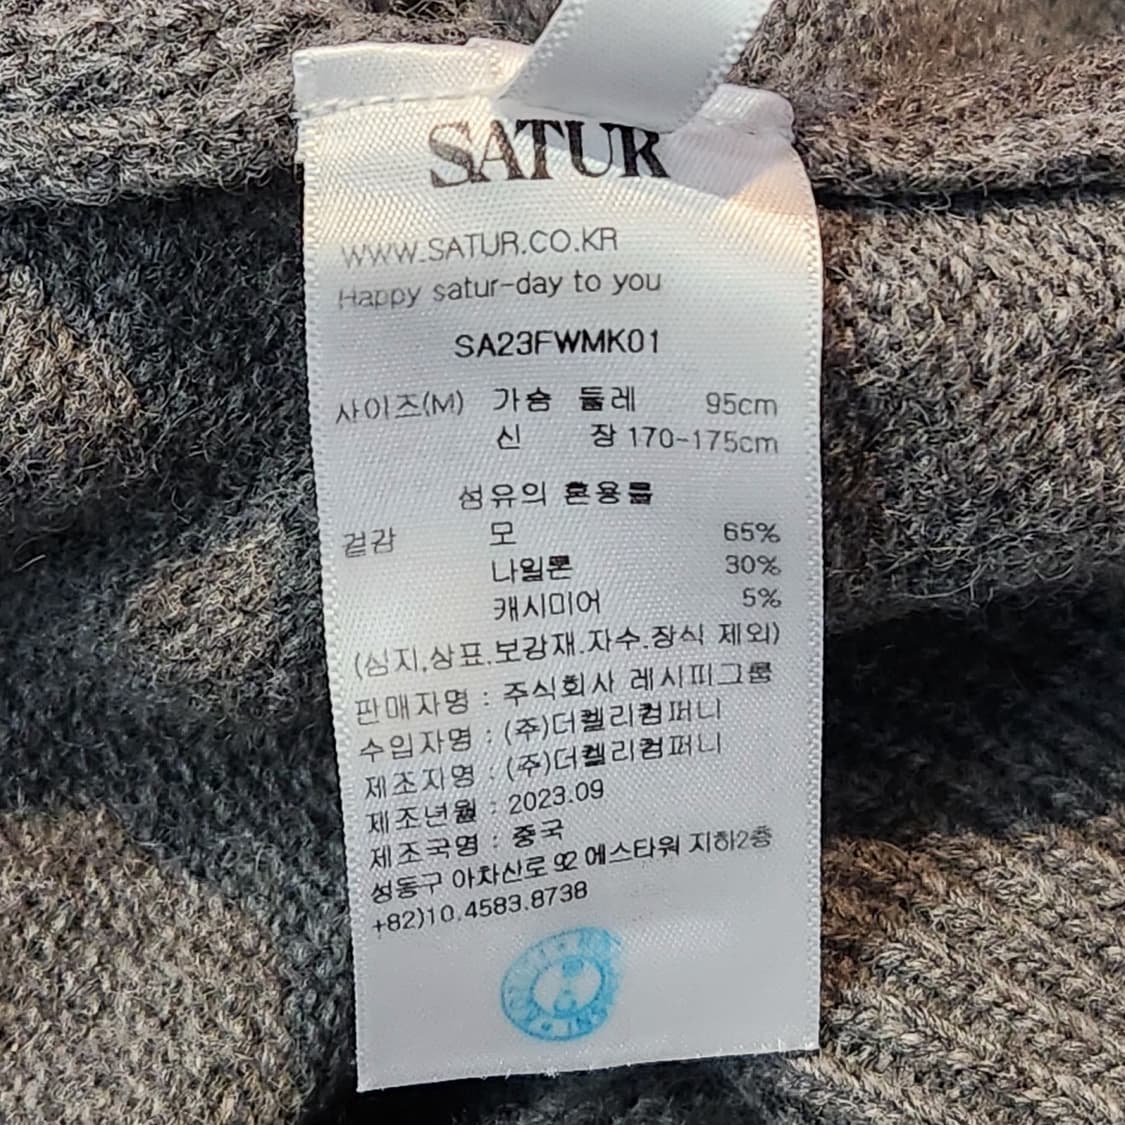 SATUR
WWW.SATUR.CO.KR
Happy satur-day to you
SA23FWMK01
사이즈(M) 가슴 둘레 95cm
신 장 170-175cm
섬유의 혼용률
겉감 모 65%
나일론 30%
캐시미어 5%
(심지,상표.보강재.자수.장식 제외)
판매자명 : 주식회사 레시피그룹
수입자명 : (주)더켈리컴퍼니
제조자명 : (주)더켈리컴퍼니
제조년월 : 2023.09
제조국명 : 중국
성동구 아차산로 92 에스타워 지하2층
+82)10.4583.8738